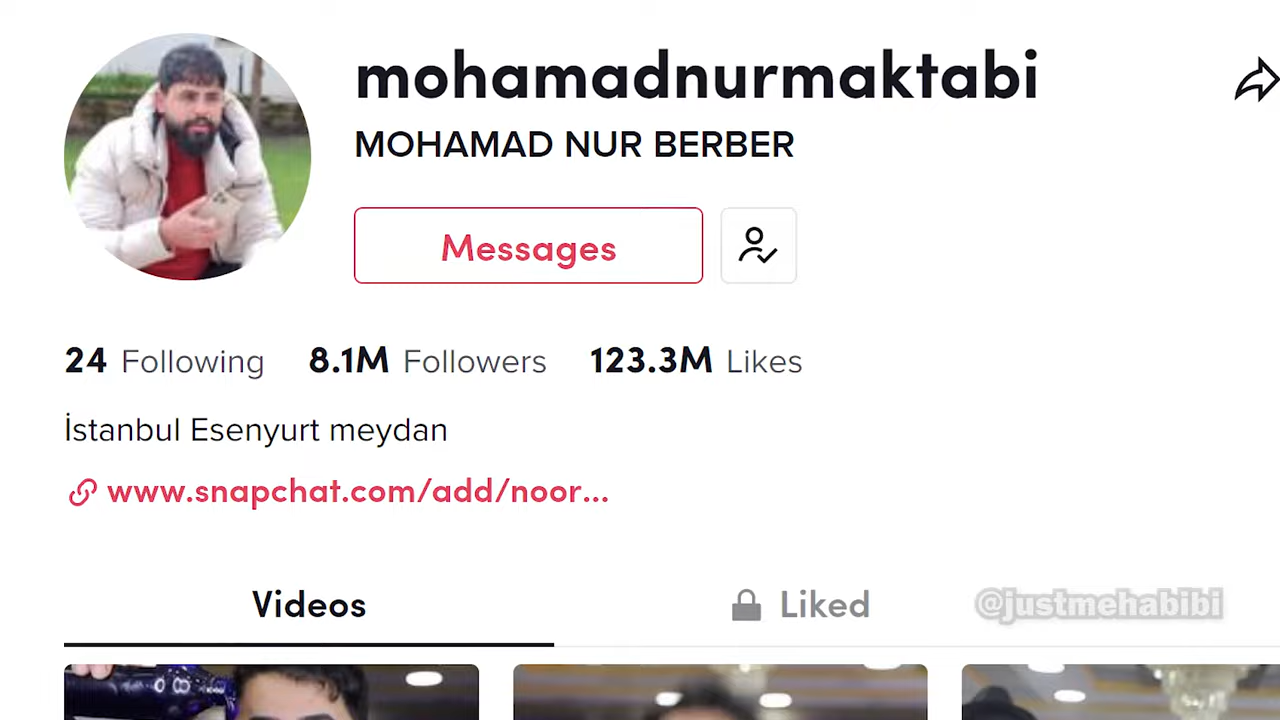 mohamadnurmaktabi
MOHAMAD NUR BERBER
Messages
24 Following 8.1M Followers 123.3M Likes
İstanbul Esenyurt meydan
www.snapchat.com/add/noor...
Videos Liked @justmehabibi